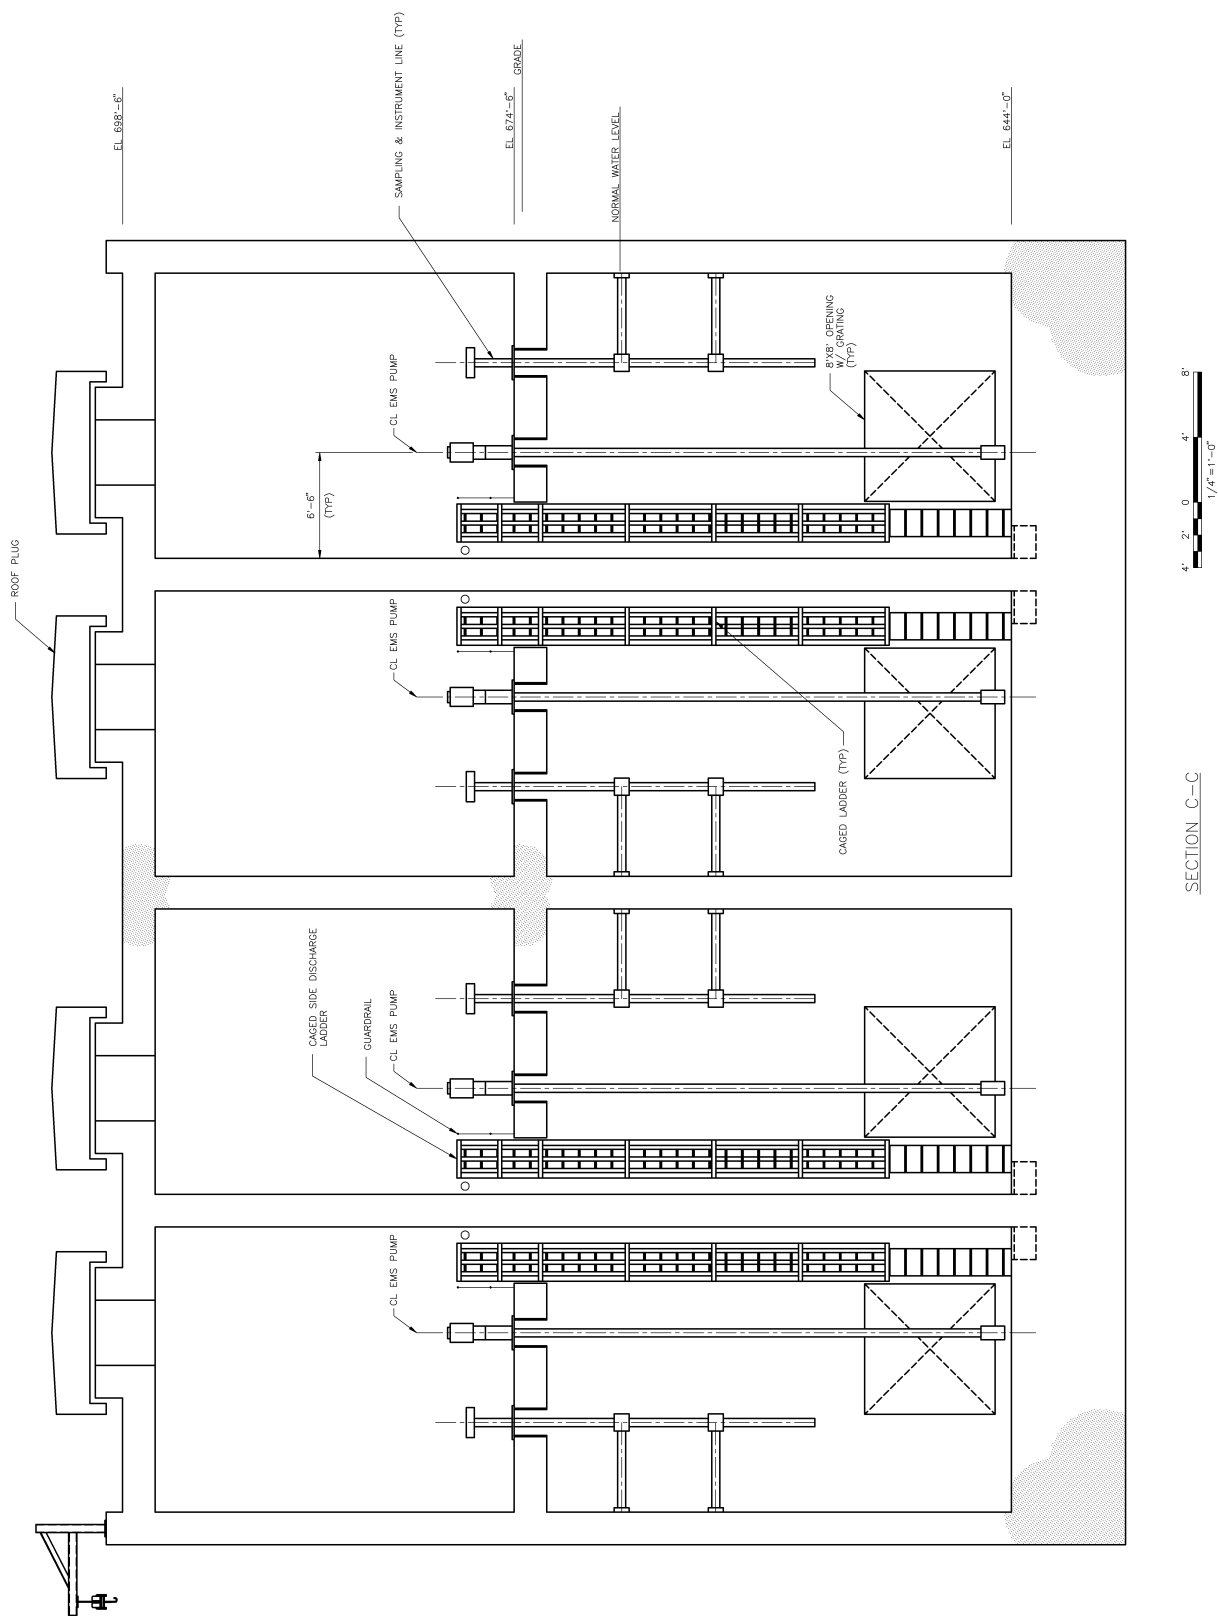 ROOF PLUG
EL 698'-6"
SAMPLING & INSTRUMENT LINE (TYP)
EL 674'-6"
GRADE
NORMAL WATER LEVEL
EL 644'-0"
CL EMS PUMP
6'-6"
(TYP)
8'X8' OPENING
W/ GRATING
(TYP)
CL EMS PUMP
CAGED LADDER (TYP)
CAGED SIDE DISCHARGE
LADDER
GUARDRAIL
CL EMS PUMP
CL EMS PUMP
SECTION C-C
4' 2' 0 4' 8'
1/4"=1'-0"